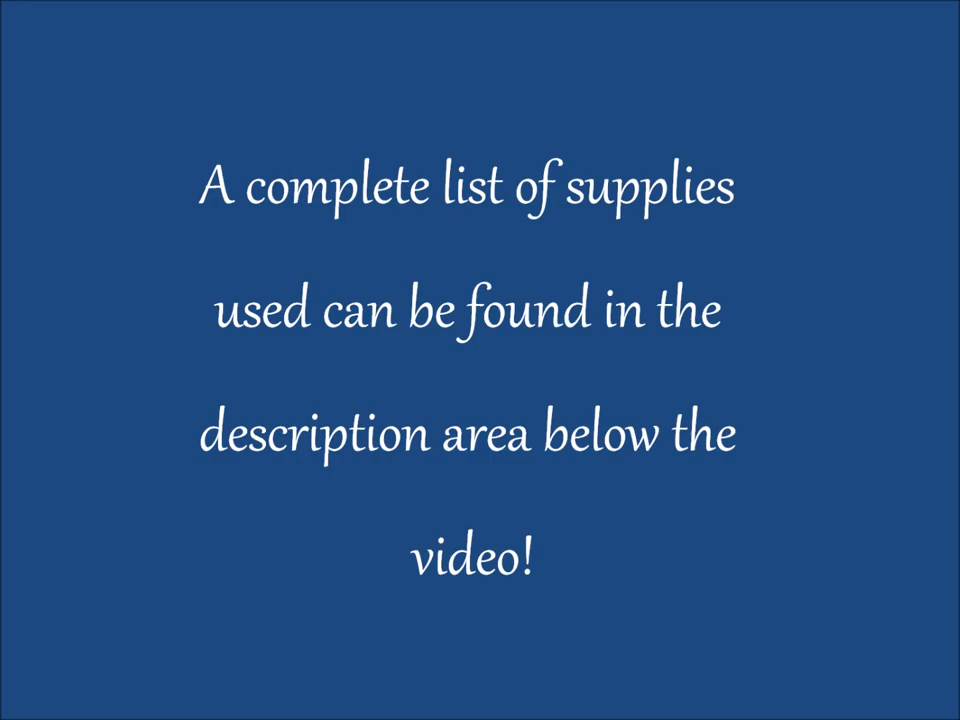 A complete list of supplies
used can be found in the
description area below the
video!